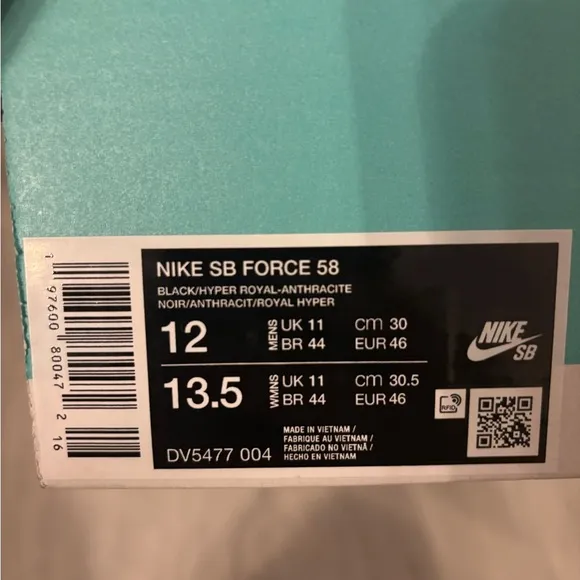 NIKE SB FORCE 58
BLACK/HYPER ROYAL-ANTHRACITE
NOIR/ANTHRACIT/ROYAL HYPER
12 MENS UK 11 cm 30
BR 44 EUR 46
13.5 WMNS UK 11 cm 30.5
BR 44 EUR 46
NIKE
SB
RFID
MADE IN VIETNAM /
FABRIQUE AU VIETNAM /
FABRICADO NO VIETNÃ /
HECHO EN VIETNAM
DV5477 004
1 97600 80047 2 16